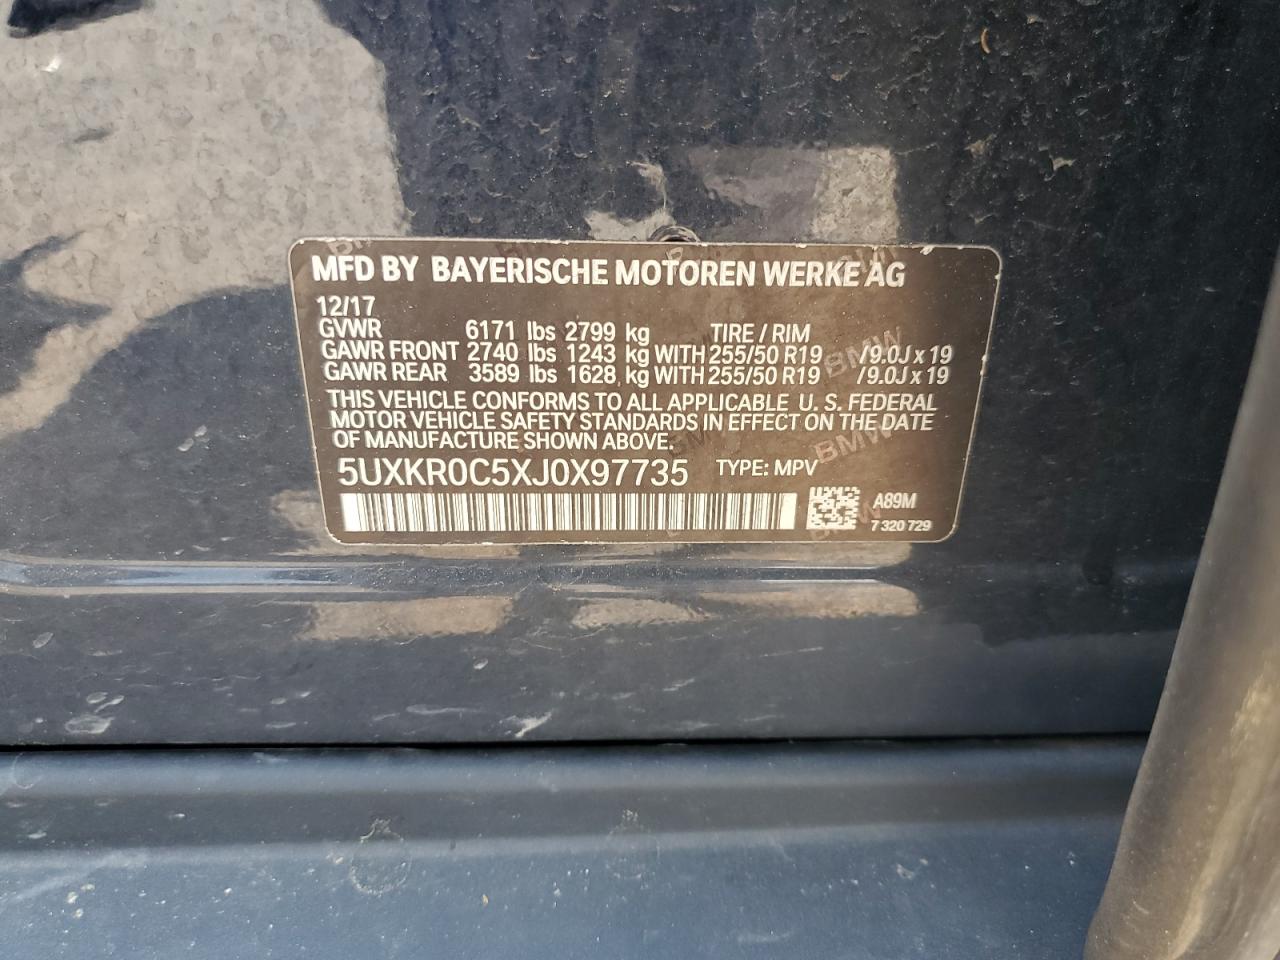 MFD BY BAYERISCHE MOTOREN WERKE AG
12/17
GVWR 6171 lbs 2799 kg TIRE / RIM
GAWR FRONT 2740 lbs 1243 kg WITH 255/50 R19 /9.0J x 19
GAWR REAR 3589 lbs 1628 kg WITH 255/50 R19 /9.0J x 19
THIS VEHICLE CONFORMS TO ALL APPLICABLE U. S. FEDERAL
MOTOR VEHICLE SAFETY STANDARDS IN EFFECT ON THE DATE
OF MANUFACTURE SHOWN ABOVE.
5UXKR0C5XJ0X97735 TYPE: MPV
A89M
7 320 729